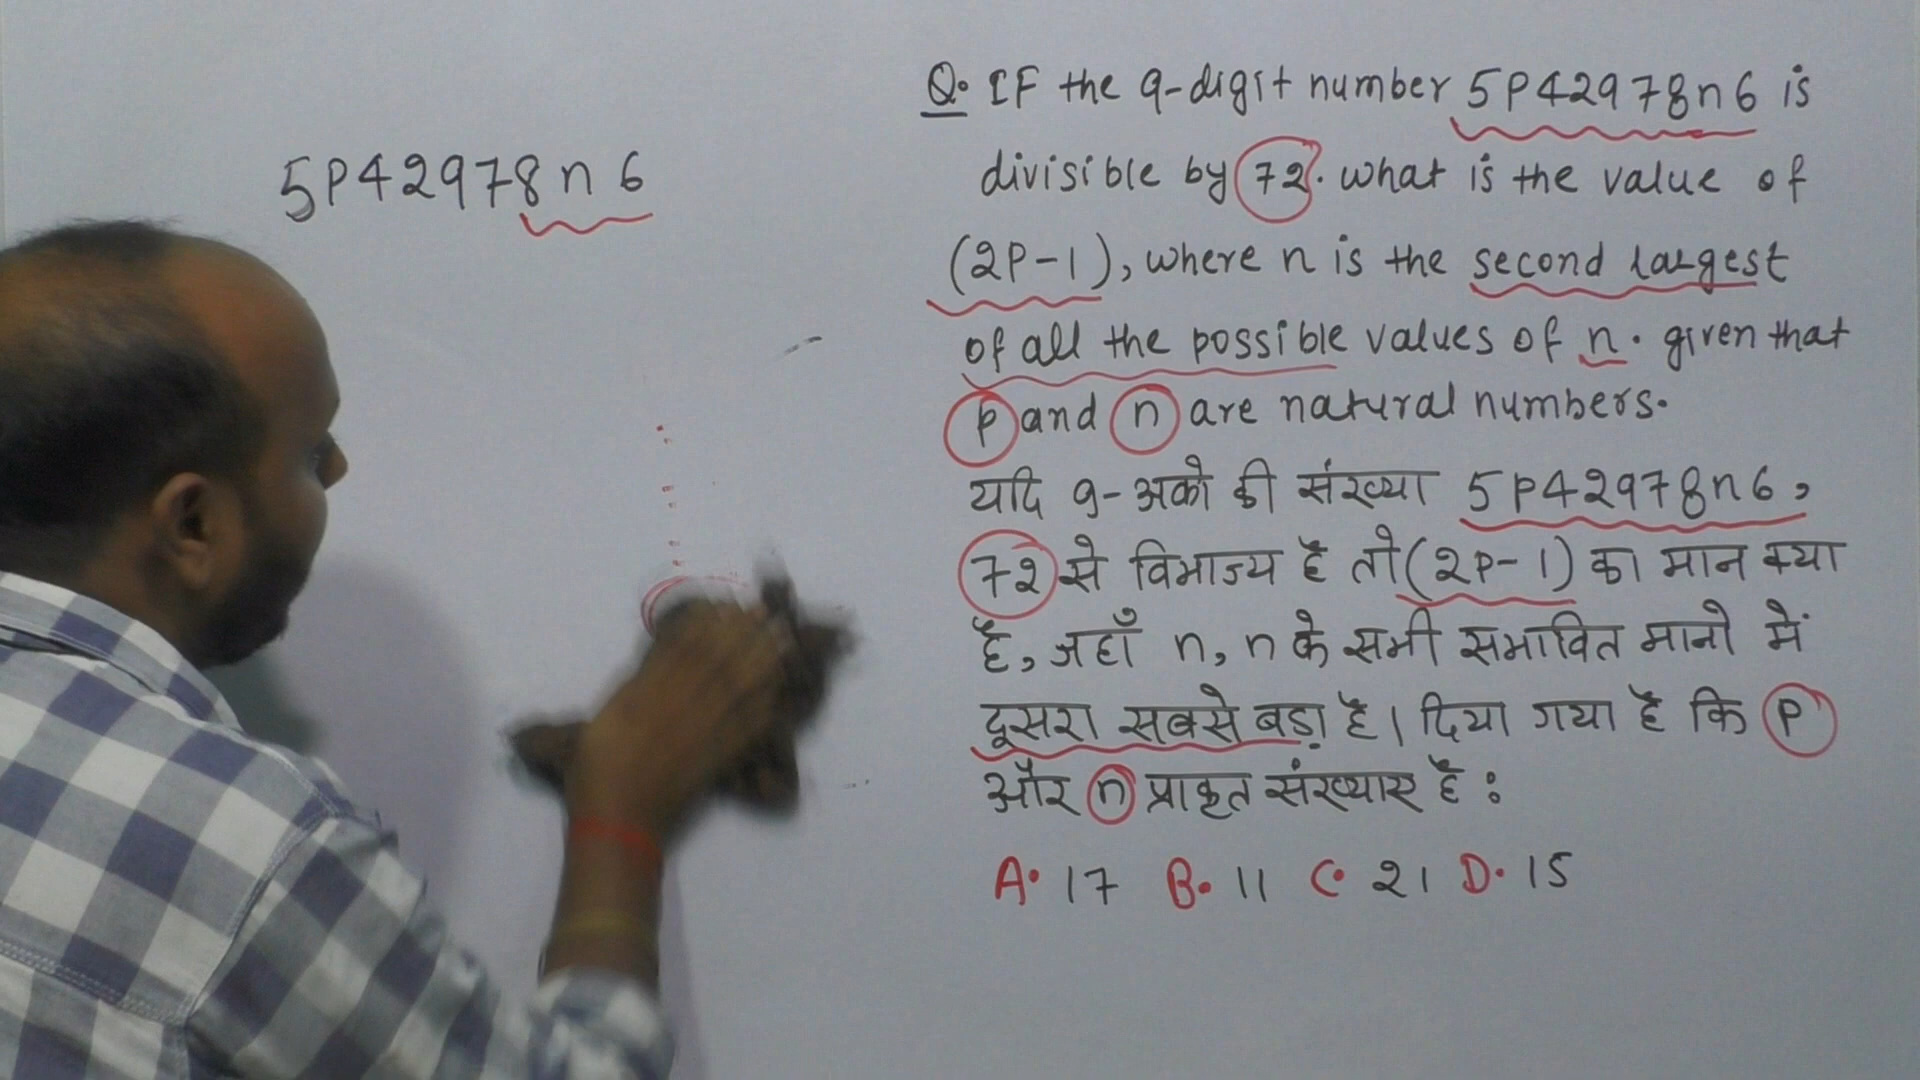 5P42978n6
Q. IF the 9-digit number 5P42978n6 is
divisible by 72. what is the value of
(2P-1), where n is the second largest
of all the possible values of n. given that
p and n are natural numbers.
यदि 9-अको की संख्या 5P42978n6,
72 से विभाज्य है तो (2P-1) का मान क्या
है, जहाँ n, n के सभी सभावित मानो में
दूसरा सबसे बड़ा है। दिया गया है कि P
और n प्राकृत संख्याए है :
A. 17 B. 11 C. 21 D. 15